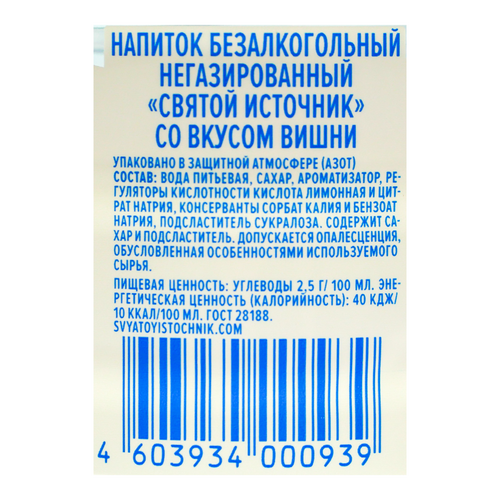 НАПИТОК БЕЗАЛКОГОЛЬНЫЙ
НЕГАЗИРОВАННЫЙ
«СВЯТОЙ ИСТОЧНИК»
СО ВКУСОМ ВИШНИ
УПАКОВАНО В ЗАЩИТНОЙ АТМОСФЕРЕ (АЗОТ)
СОСТАВ: ВОДА ПИТЬЕВАЯ, САХАР, АРОМАТИЗАТОР, РЕ-
ГУЛЯТОРЫ КИСЛОТНОСТИ КИСЛОТА ЛИМОННАЯ И ЦИТ-
РАТ НАТРИЯ, КОНСЕРВАНТЫ СОРБАТ КАЛИЯ И БЕНЗОАТ
НАТРИЯ, ПОДСЛАСТИТЕЛЬ СУКРАЛОЗА. СОДЕРЖИТ СА-
ХАР И ПОДСЛАСТИТЕЛЬ. ДОПУСКАЕТСЯ ОПАЛЕСЦЕНЦИЯ,
ОБУСЛОВЛЕННАЯ ОСОБЕННОСТЯМИ ИСПОЛЬЗУЕМОГО
СЫРЬЯ.
ПИЩЕВАЯ ЦЕННОСТЬ: УГЛЕВОДЫ 2,5 Г/ 100 МЛ. ЭНЕ-
РГЕТИЧЕСКАЯ ЦЕННОСТЬ (КАЛОРИЙНОСТЬ): 40 КДЖ/
10 ККАЛ/100 МЛ. ГОСТ 28188.
SVYATOYISTOCHNIK.COM
4 603934 000939